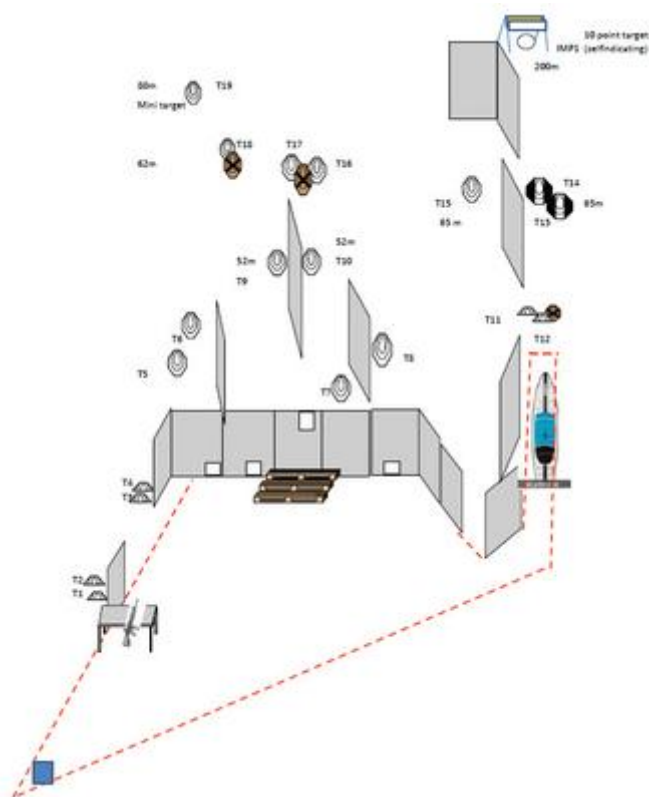 10 point target
IMPS (selfindicating)
200m
88m
T19
Mini target
T18
T17
T16
62m
T14
T15
T13
65m
65 m
52m
52m
T10
T9
T11
T12
T6
T5
T8
T7
T4
T3
T2
T1